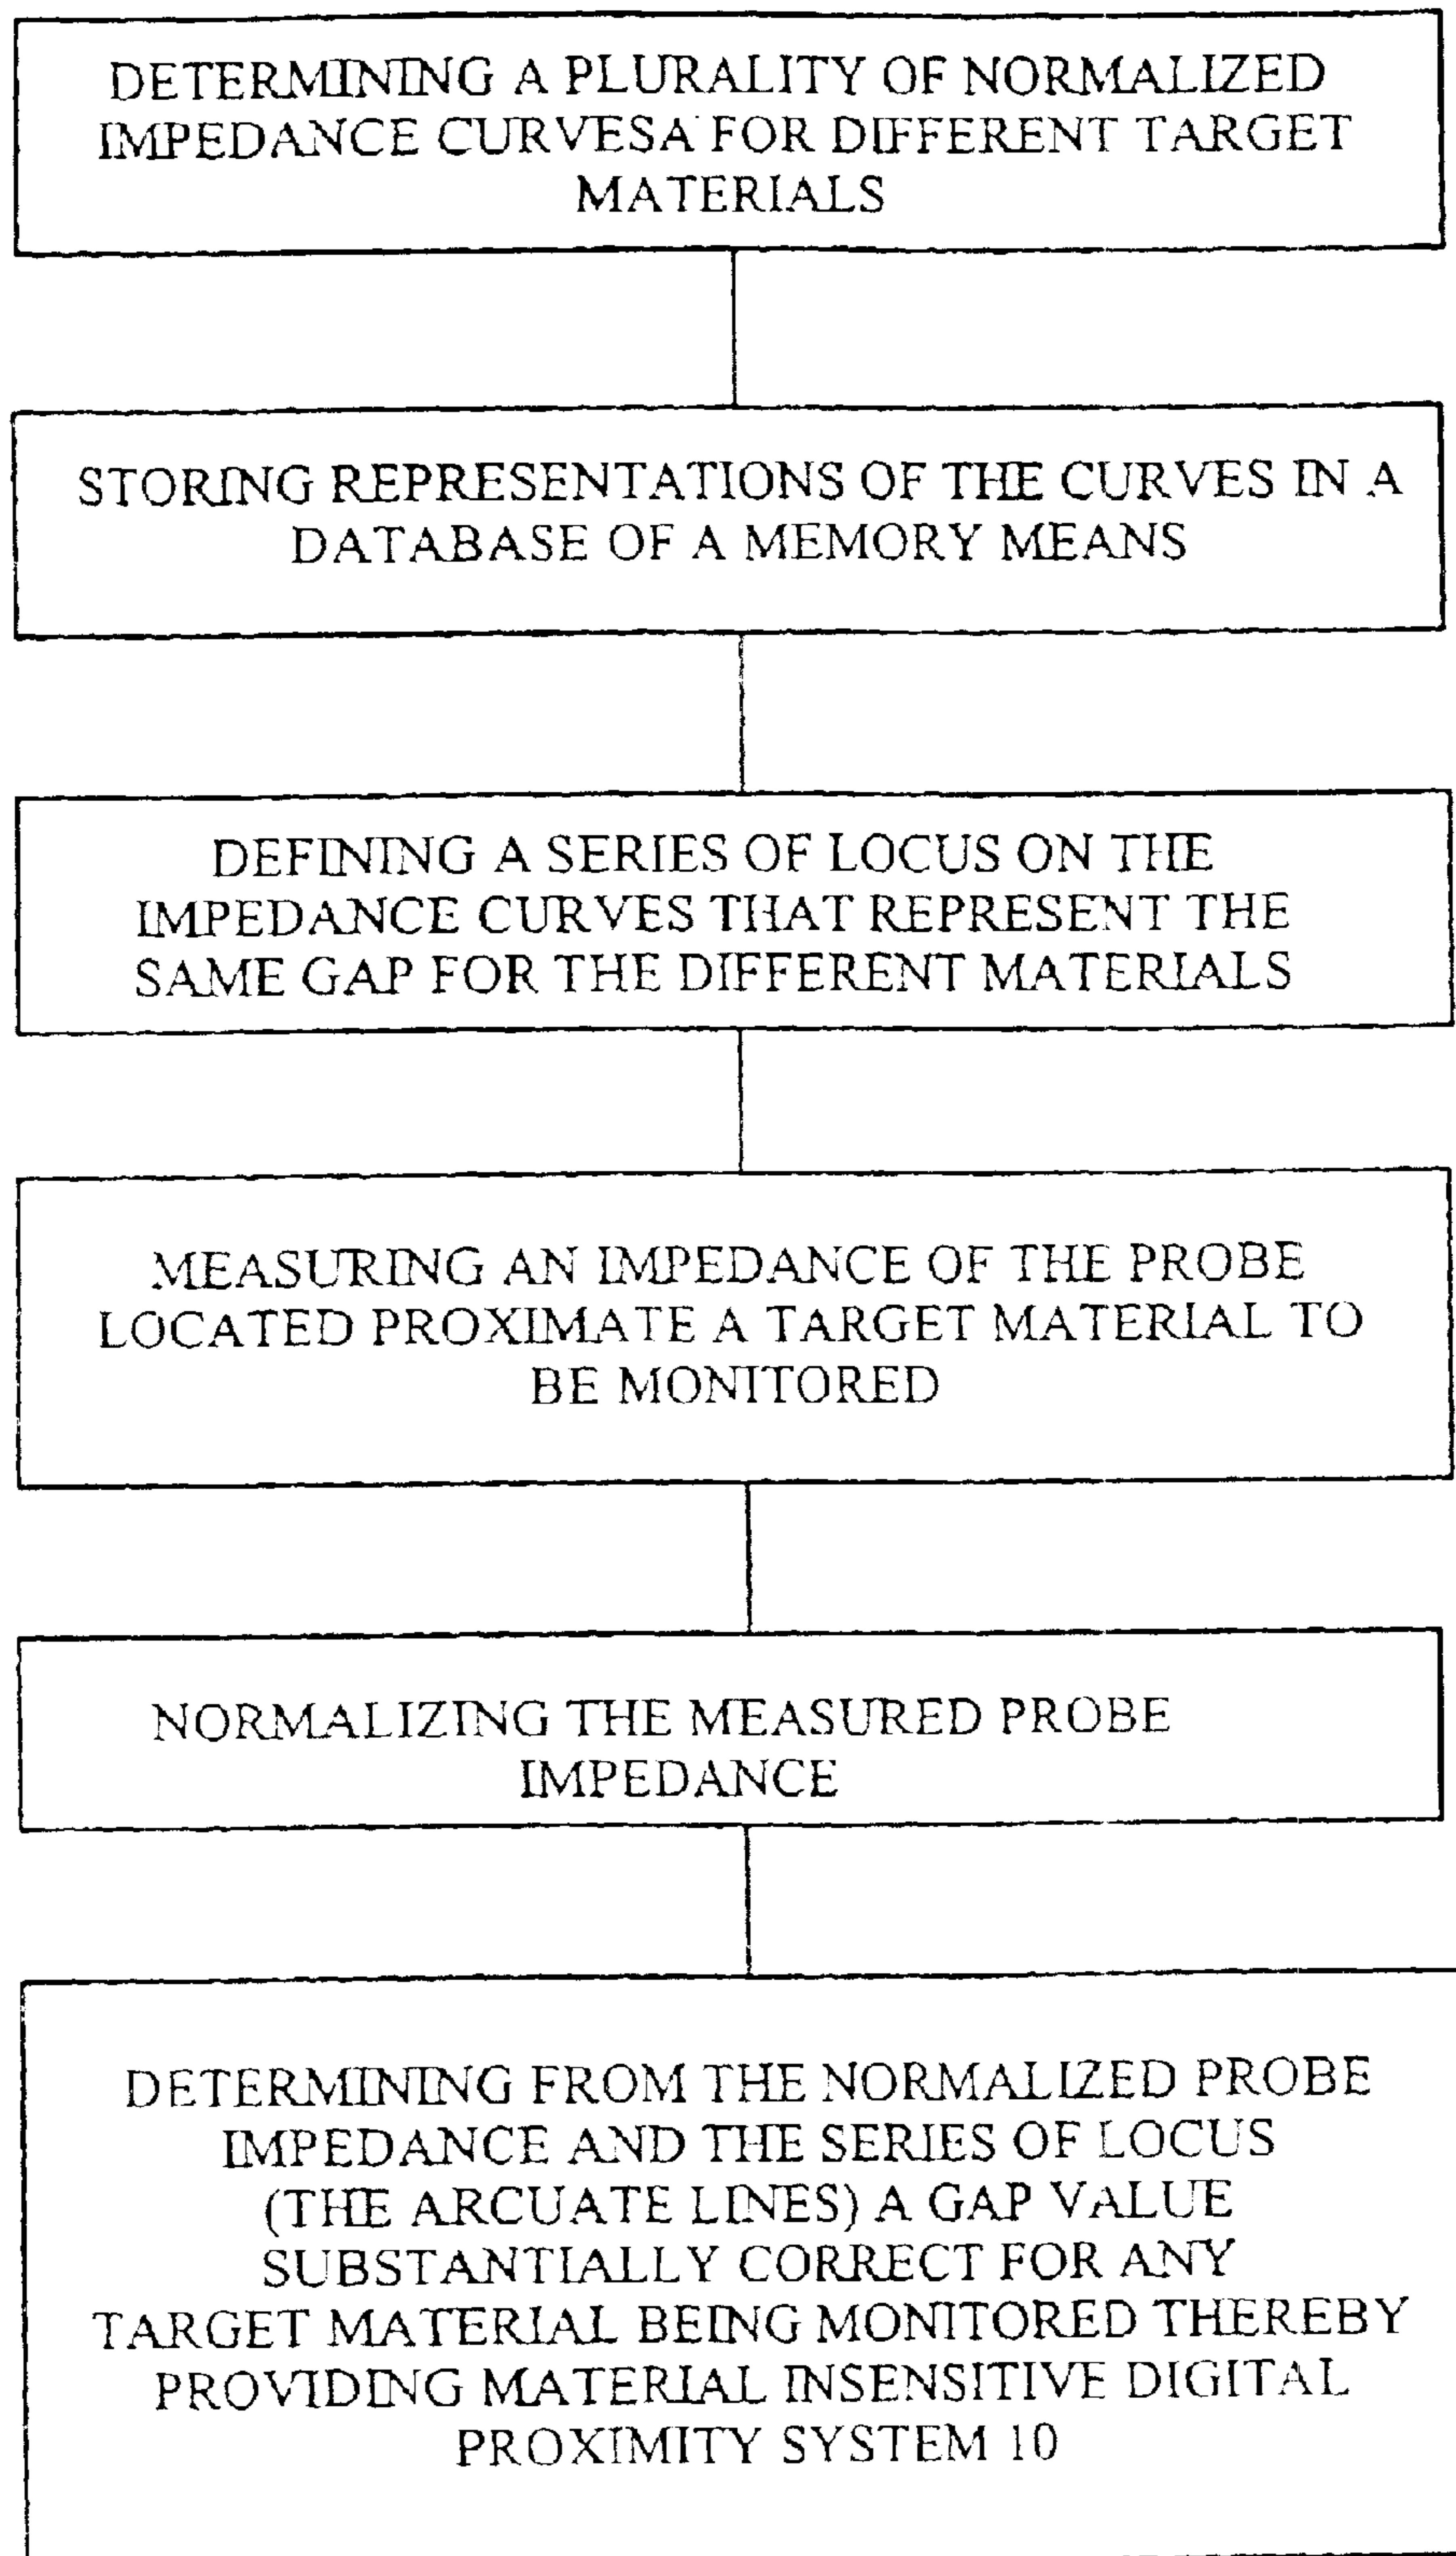 DETERMINING A PLURALITY OF NORMALIZED
IMPEDANCE CURVESA FOR DIFFERENT TARGET
MATERIALS
STORING REPRESENTATIONS OF THE CURVES IN A
DATABASE OF A MEMORY MEANS
DEFINING A SERIES OF LOCUS ON THE
IMPEDANCE CURVES THAT REPRESENT THE
SAME GAP FOR THE DIFFERENT MATERIALS
MEASURING AN IMPEDANCE OF THE PROBE
LOCATED PROXIMATE A TARGET MATERIAL TO
BE MONITORED
NORMALIZING THE MEASURED PROBE
IMPEDANCE
DETERMINING FROM THE NORMALIZED PROBE
IMPEDANCE AND THE SERIES OF LOCUS
(THE ARCUATE LINES) A GAP VALUE
SUBSTANTIALLY CORRECT FOR ANY
TARGET MATERIAL BEING MONITORED THEREBY
PROVIDING MATERIAL INSENSITIVE DIGITAL
PROXIMITY SYSTEM 10